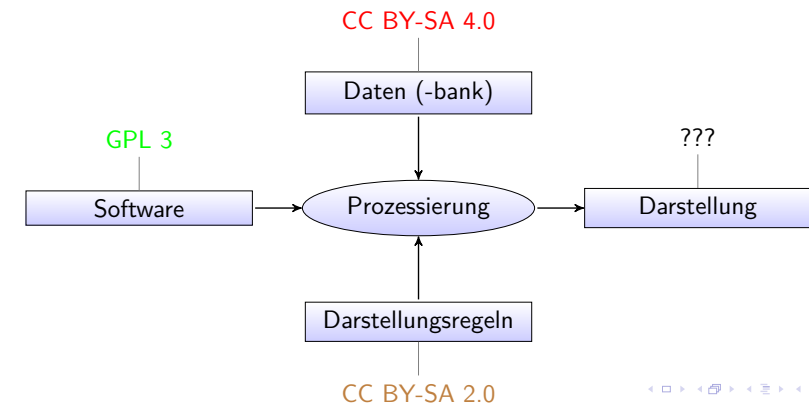 CC BY-SA 4.0
Daten (-bank)
GPL 3
???
Software
Prozessierung
Darstellung
Darstellungsregeln
CC BY-SA 2.0